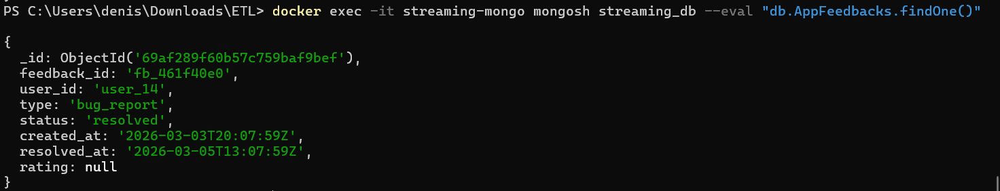 PS C:\Users\denis\Downloads\ETL> docker exec -it streaming-mongo mongosh streaming_db --eval "db.AppFeedbacks.findOne()"
{
  _id: ObjectId('69af289f60b57c759baf9bef'),
  feedback_id: 'fb_461f40e0',
  user_id: 'user_14',
  type: 'bug_report',
  status: 'resolved',
  created_at: '2026-03-03T20:07:59Z',
  resolved_at: '2026-03-05T13:07:59Z',
  rating: null
}